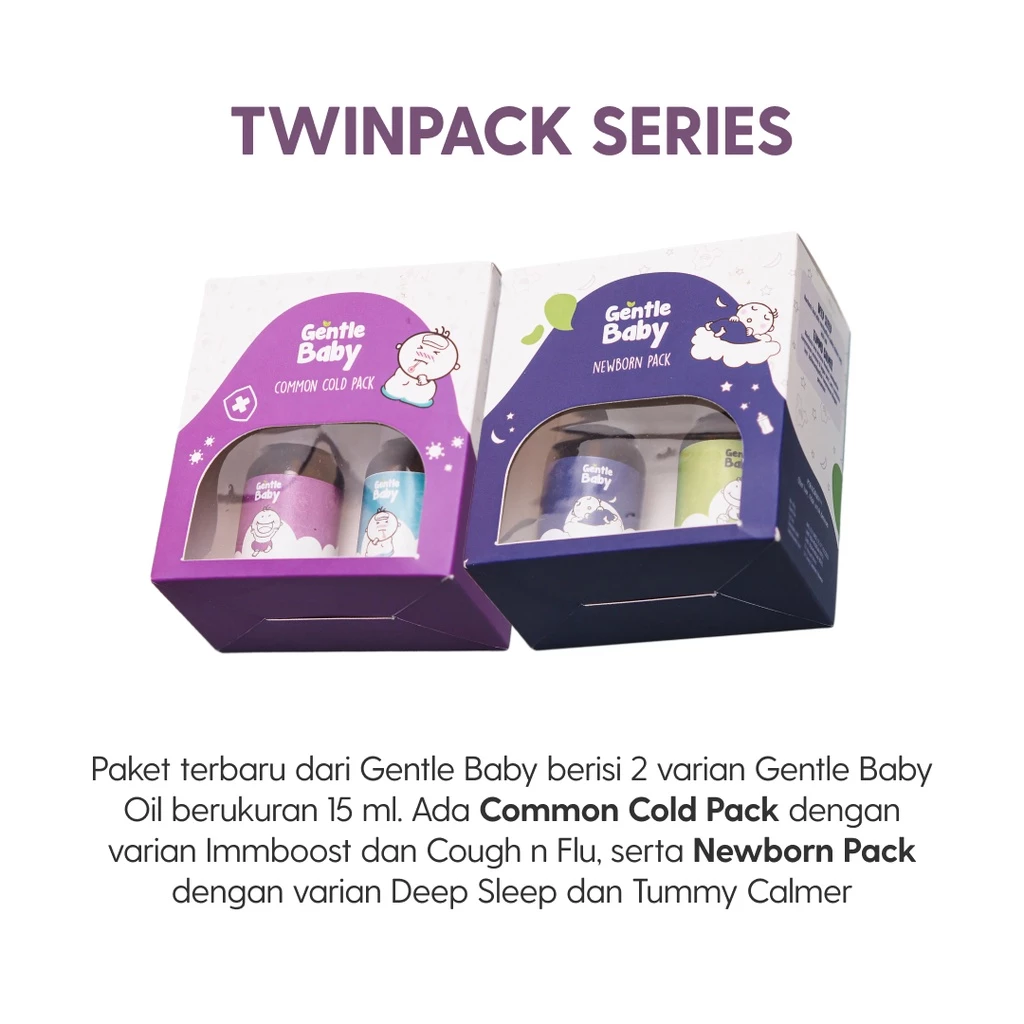 TWINPACK SERIES
Gentle
Baby
COMMON COLD PACK
Gentle
Baby
NEWBORN PACK
Gentle
Baby
Gentle
Baby
Gentle
Baby
Paket terbaru dari Gentle Baby berisi 2 varian Gentle Baby
Oil berukuran 15 ml. Ada Common Cold Pack dengan
varian Immboost dan Cough n Flu, serta Newborn Pack
dengan varian Deep Sleep dan Tummy Calmer